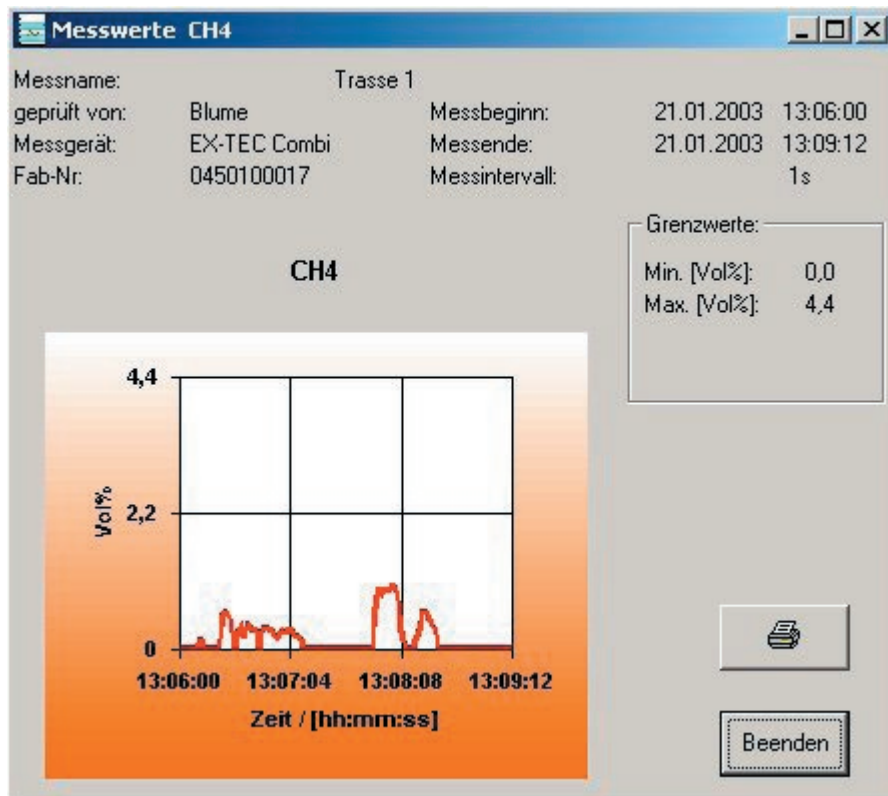 Messwerte CH4
Messname: Trasse 1
geprüft von: Blume Messbeginn: 21.01.2003 13:06:00
Messgerät: EX-TEC Combi Messende: 21.01.2003 13:09:12
Fab-Nr: 0450100017 Messintervall: 1s
Grenzwerte:
Min. [Vol%]: 0,0
Max. [Vol%]: 4,4
CH4
4,4
Vol%
2,2
0
13:06:00 13:07:04 13:08:08 13:09:12
Zeit / [hh:mm:ss]
Beenden